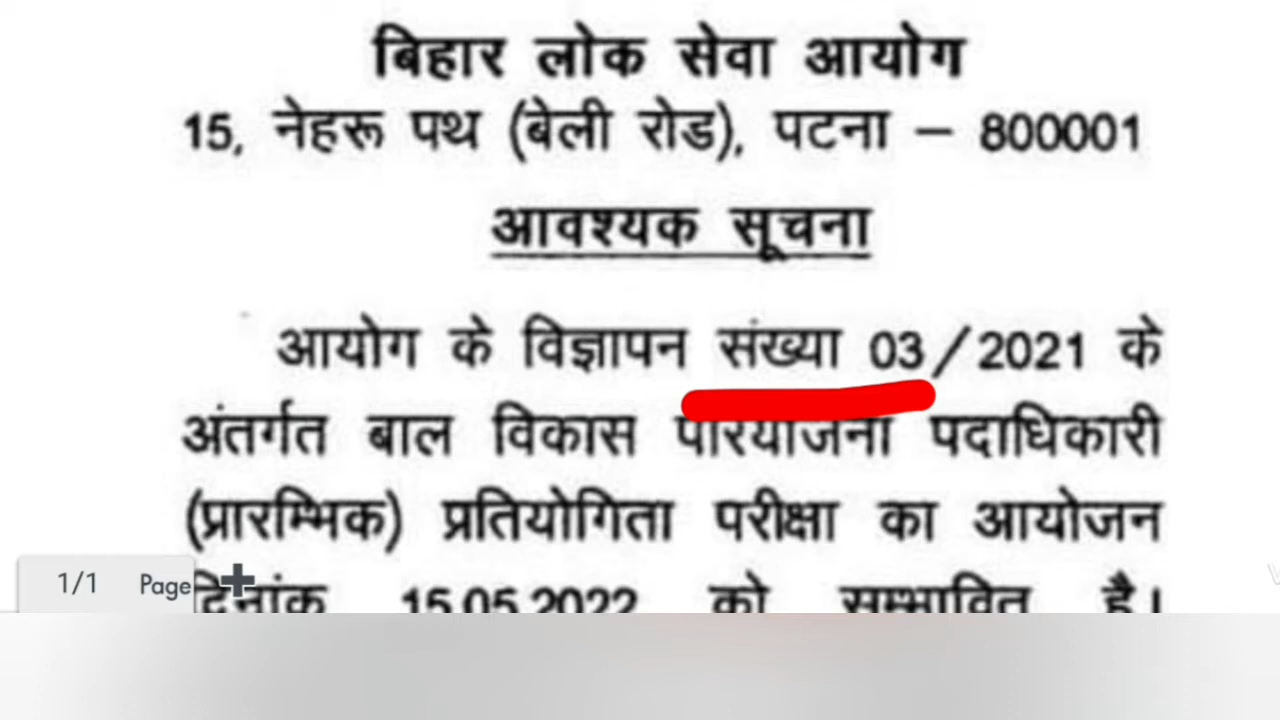 बिहार लोक सेवा आयोग
15, नेहरू पथ (बेली रोड), पटना – 800001
आवश्यक सूचना
आयोग के विज्ञापन संख्या 03/2021 के
अंतर्गत बाल विकास परियोजना पदाधिकारी
(प्रारम्भिक) प्रतियोगिता परीक्षा का आयोजन
दिनांक 15.05.2022 को सम्भावित है।
1/1 Page